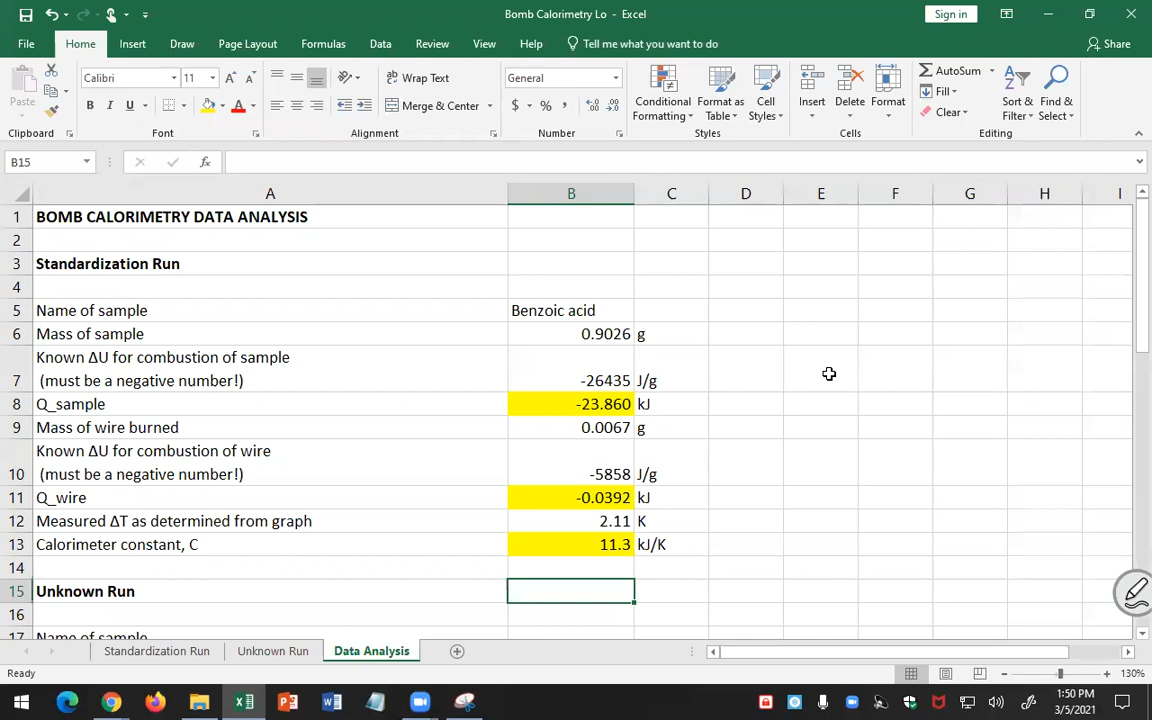 Bomb Calorimetry Lo - Excel
Sign in
File Home Insert Draw Page Layout Formulas Data Review View Help Tell me what you want to do Share
Paste
Calibri 11 A A
B I U A
Wrap Text
Merge & Center
General
$ % ,
Conditional Formatting
Format as Table
Cell Styles
Insert Delete Format
AutoSum
Fill
Clear
Sort & Filter
Find & Select
Clipboard Font Alignment Number Styles Cells Editing
B15 fx
A B C D E F G H I
1 BOMB CALORIMETRY DATA ANALYSIS
2
3 Standardization Run
4
5 Name of sample Benzoic acid
6 Mass of sample 0.9026 g
Known ΔU for combustion of sample
7 (must be a negative number!) -26435 J/g
8 Q_sample -23.860 kJ
9 Mass of wire burned 0.0067 g
Known ΔU for combustion of wire
10 (must be a negative number!) -5858 J/g
11 Q_wire -0.0392 kJ
12 Measured ΔT as determined from graph 2.11 K
13 Calorimeter constant, C 11.3 kJ/K
14
15 Unknown Run
16
17 Name of sample
Standardization Run Unknown Run Data Analysis
Ready 130%
1:50 PM
3/5/2021